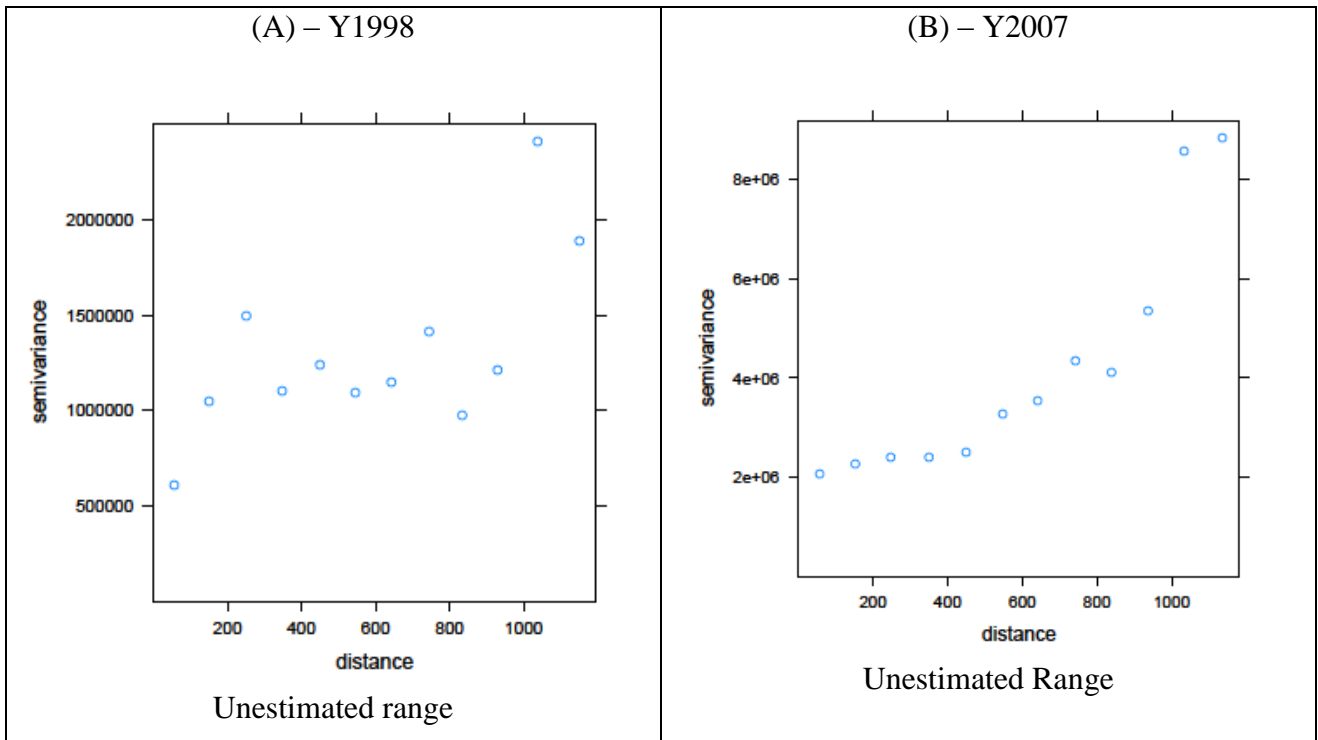 (A) – Y1998
semivariance
2000000
1500000
1000000
500000
200 400 600 800 1000
distance
Unestimated range
(B) – Y2007
semivariance
8e+06
6e+06
4e+06
2e+06
200 400 600 800 1000
distance
Unestimated Range